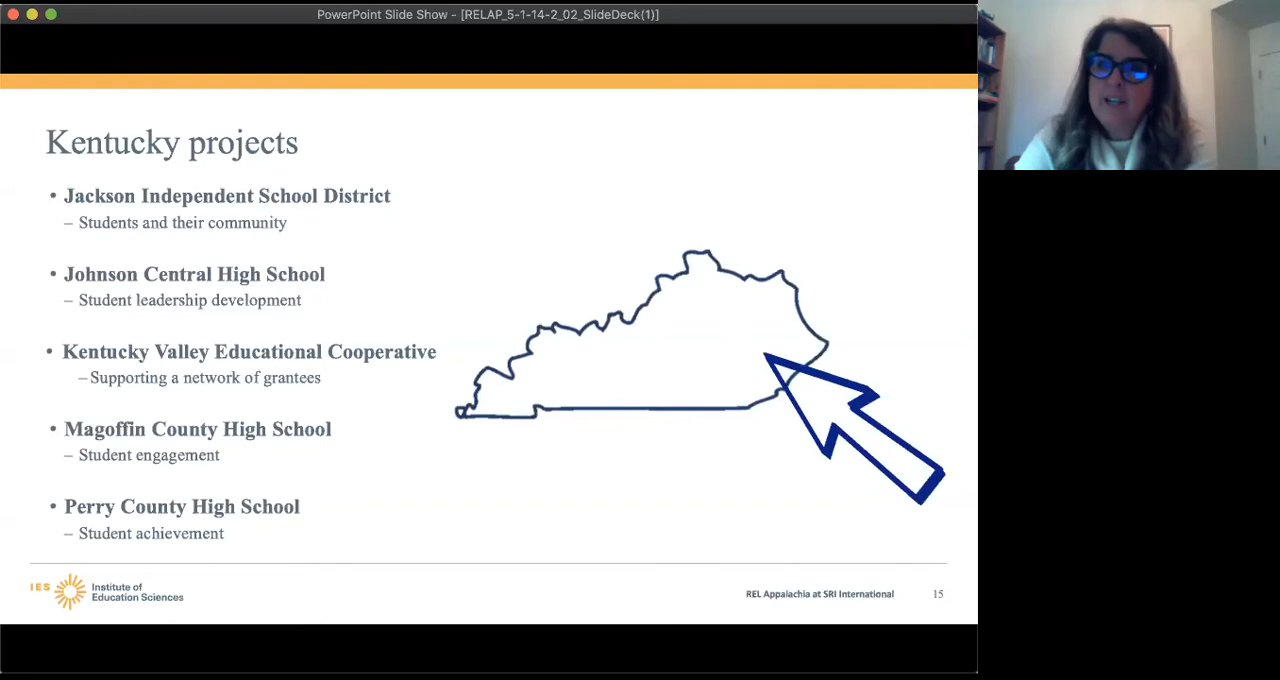 PowerPoint Slide Show - [RELAP_5-1-14-2_02_SlideDeck(1)]
Kentucky projects
• Jackson Independent School District
– Students and their community
• Johnson Central High School
– Student leadership development
• Kentucky Valley Educational Cooperative
–Supporting a network of grantees
• Magoffin County High School
– Student engagement
• Perry County High School
– Student achievement
IES
Institute of
Education Sciences
REL Appalachia at SRI International
15